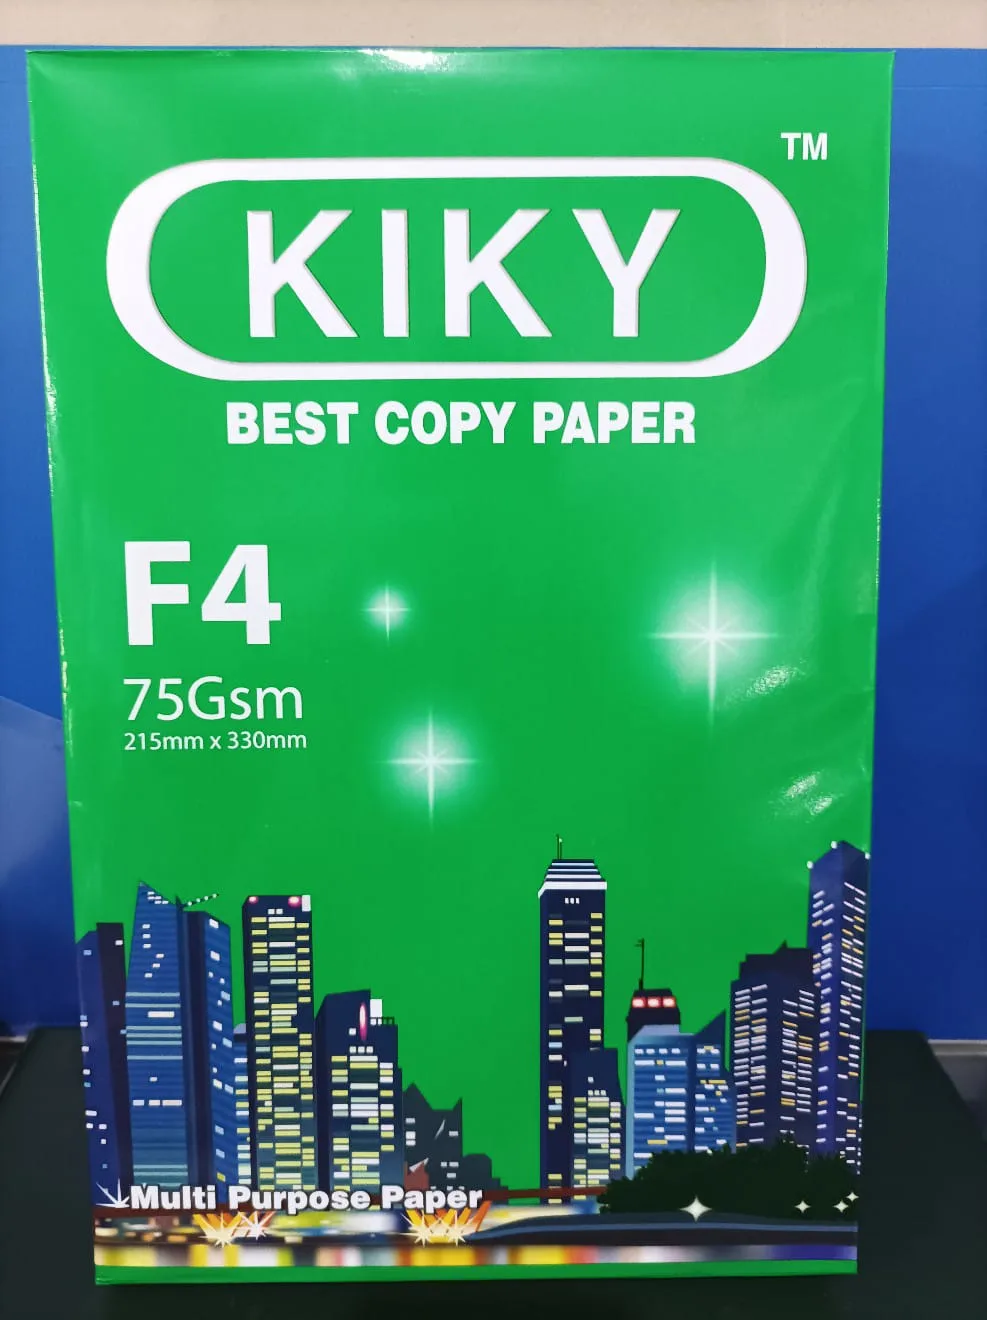 TM
KIKY
BEST COPY PAPER
F4
75Gsm
215mm x 330mm
Multi Purpose Paper